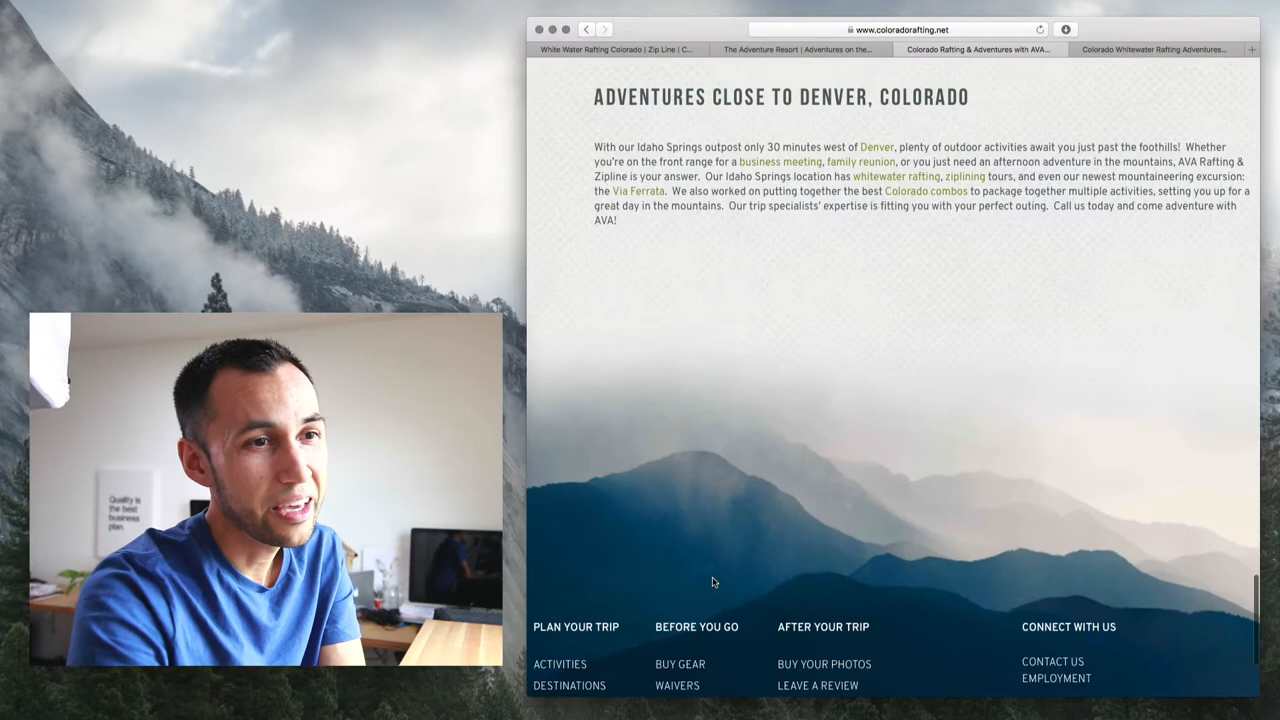 www.coloradorafting.net
White Water Rafting Colorado | Zip Line | C...
The Adventure Resort | Adventures on the...
Colorado Rafting & Adventures with AVA...
Colorado Whitewater Rafting Adventures...
ADVENTURES CLOSE TO DENVER, COLORADO
With our Idaho Springs outpost only 30 minutes west of Denver, plenty of outdoor activities await you just past the foothills! Whether
you're on the front range for a business meeting, family reunion, or you just need an afternoon adventure in the mountains, AVA Rafting &
Zipline is your answer. Our Idaho Springs location has whitewater rafting, ziplining tours, and even our newest mountaineering excursion:
the Via Ferrata. We also worked on putting together the best Colorado combos to package together multiple activities, setting you up for a
great day in the mountains. Our trip specialists' expertise is fitting you with your perfect outing. Call us today and come adventure with
AVA!
Quality is
the best
business
plan.
PLAN YOUR TRIP
ACTIVITIES
DESTINATIONS
BEFORE YOU GO
BUY GEAR
WAIVERS
AFTER YOUR TRIP
BUY YOUR PHOTOS
LEAVE A REVIEW
CONNECT WITH US
CONTACT US
EMPLOYMENT